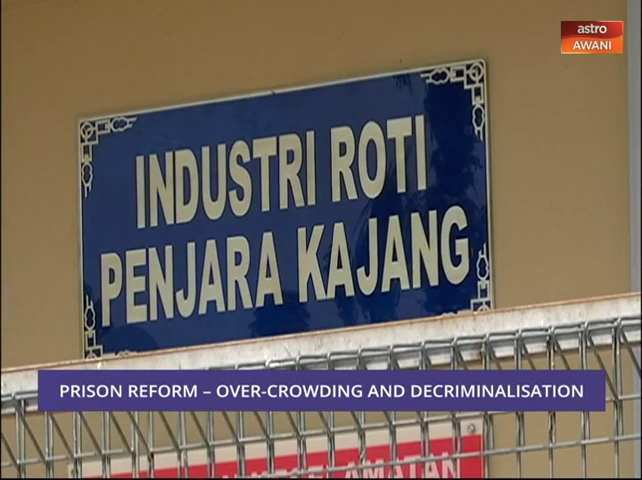 astro
AWANI
INDUSTRI ROTI
PENJARA KAJANG
PRISON REFORM – OVER-CROWDING AND DECRIMINALISATION